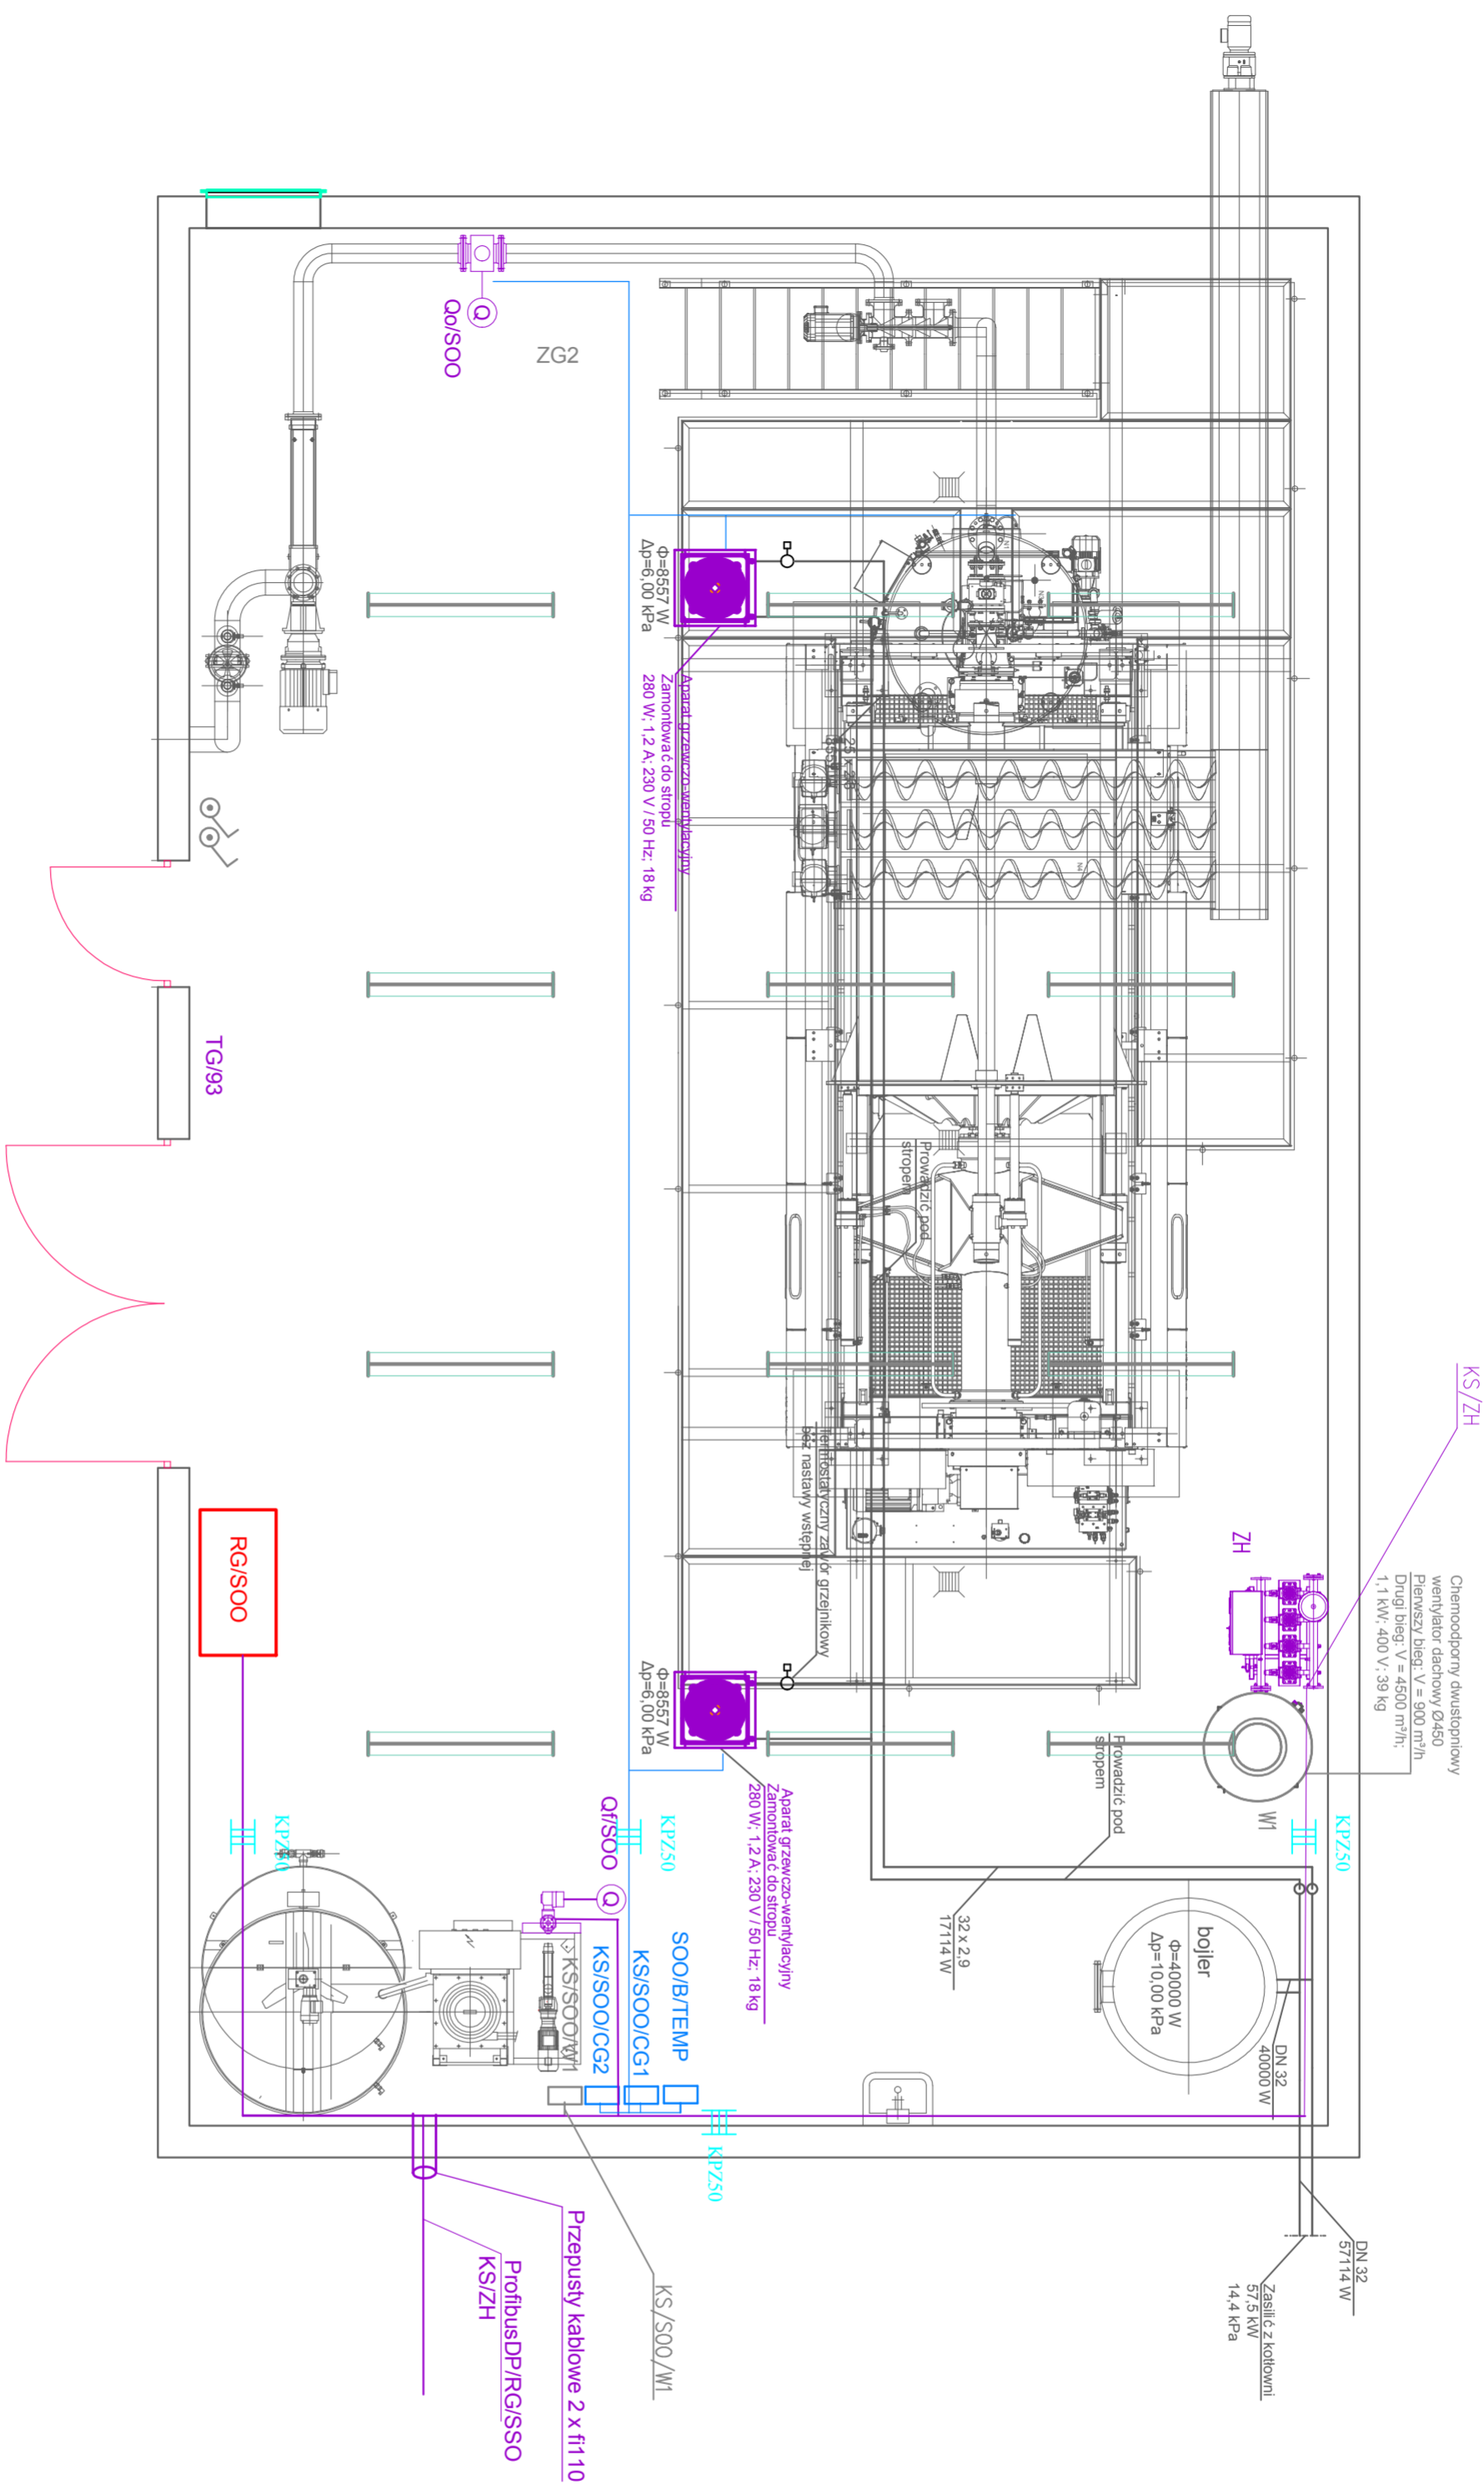 Qo/SOO
Q
ZG2
Φ=8557 W
Δp=6,00 kPa
Aparat grzewczo-wentylacyjny
Zamontować do stropu
280 W; 1,2 A; 230 V / 50 Hz; 18 kg
N1
N4
TG/93
Prowadzić pod
stropem
Termostatyczny zawór grzejnikowy
bez nastawy wstępnej
RG/SOO
KS/ZH
ZH
Chemoodporny dwustopniowy
wentylator dachowy Ø450
Pierwszy bieg: V = 900 m³/h
Drugi bieg: V = 4500 m³/h;
1,1 kW; 400 V; 39 kg
Φ=8557 W
Δp=6,00 kPa
Aparat grzewczo-wentylacyjny
Zamontować do stropu
280 W; 1,2 A; 230 V / 50 Hz; 18 kg
Prowadzić pod
stropem
W1
KPZ50
KPZ50
KPZ50
KPZ50
Qf/SOO
Q
32 x 2,9
17114 W
bojler
Φ=40000 W
Δp=10,00 kPa
DN 32
40000 W
SOO/B/TEMP
KS/SOO/CG1
KS/SOO/CG2
KS/SOO/W1
KS/SOO/W1
DN 32
57114 W
Zasilić z kotłowni
57,5 kW
14,4 kPa
Przepusty kablowe 2 x fi110
ProfibusDP/RG/SSO
KS/ZH